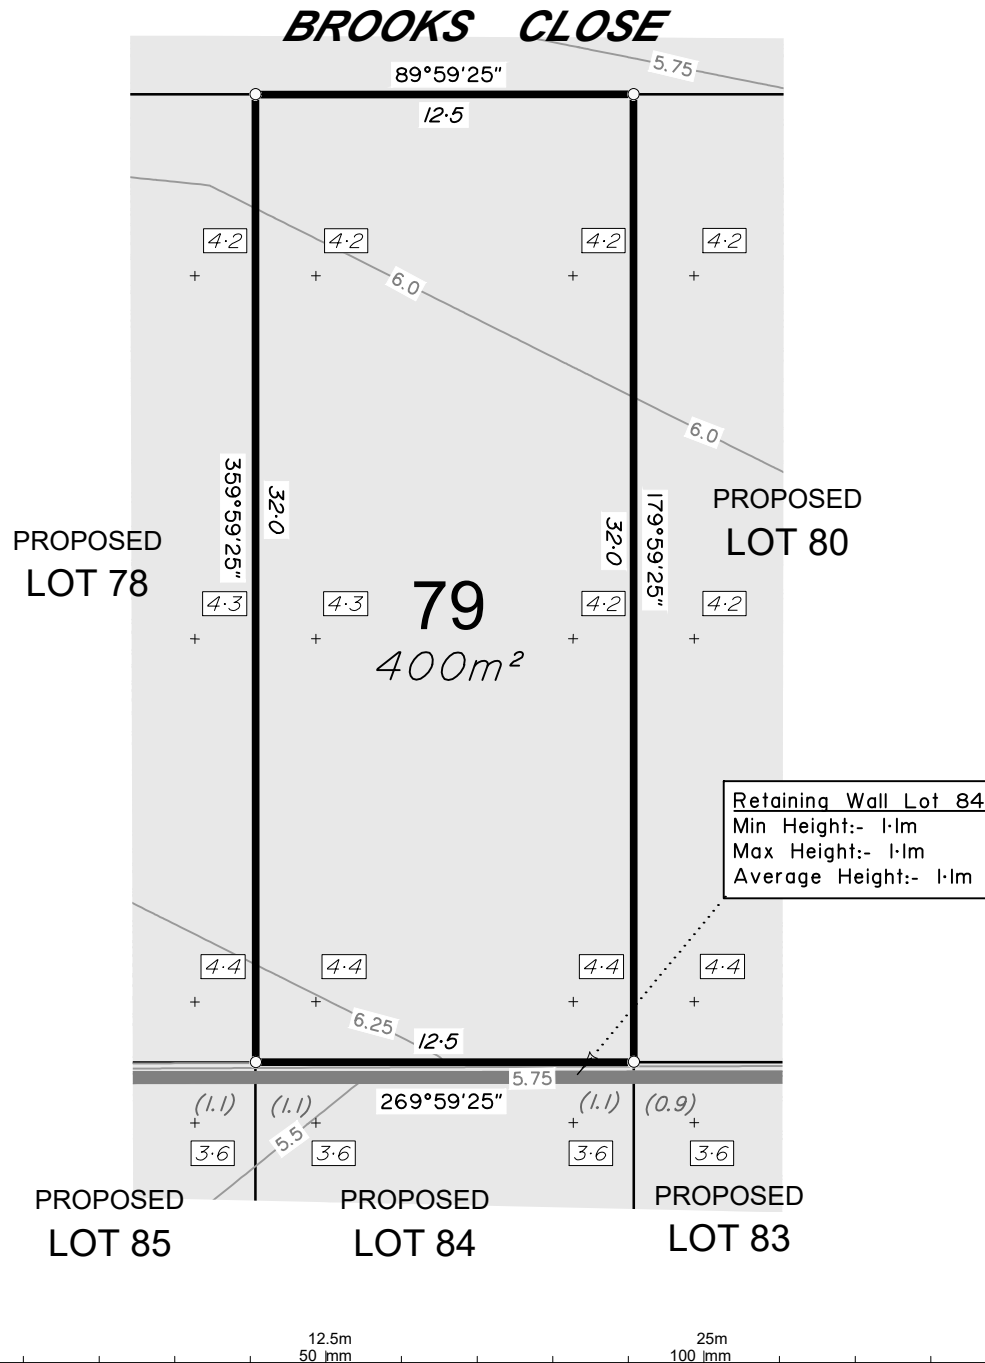 BROOKS CLOSE
5.75
89°59'25"
12·5
4·2
4·2
4·2
4·2
6.0
6.0
359°59'25"
32·0
32·0
179°59'25"
PROPOSED
LOT 78
PROPOSED
LOT 80
4·3
4·3
4·2
4·2
79
400m²
Retaining Wall Lot 84
Min Height:- 1·1m
Max Height:- 1·1m
Average Height:- 1·1m
4·4
4·4
4·4
4·4
6.25
12·5
5.75
269°59'25"
(1.1)
(1.1)
(1.1)
(0.9)
5.5
3·6
3·6
3·6
3·6
PROPOSED
LOT 85
PROPOSED
LOT 84
PROPOSED
LOT 83
12.5m
25m
50 mm
100 mm